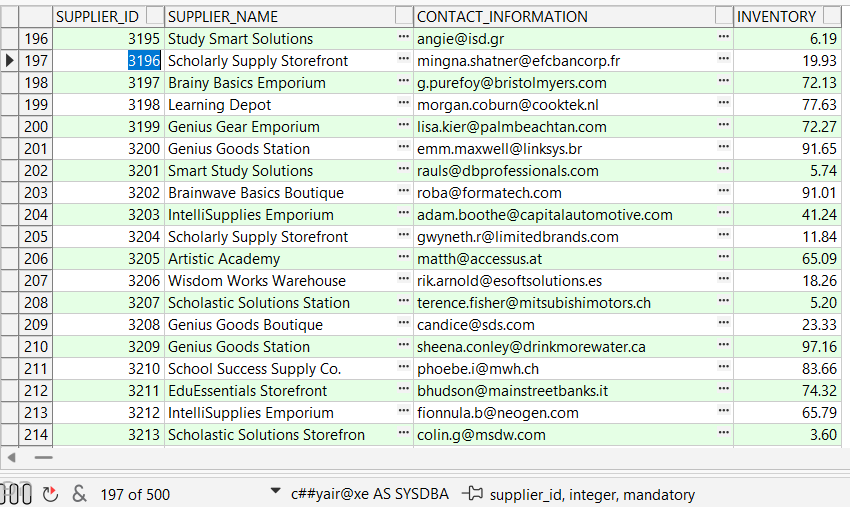 SUPPLIER_ID SUPPLIER_NAME CONTACT_INFORMATION INVENTORY
196 3195 Study Smart Solutions ... angie@isd.gr ... 6.19
197 3196 Scholarly Supply Storefront ... mingna.shatner@efcbancorp.fr ... 19.93
198 3197 Brainy Basics Emporium ... g.purefoy@bristolmyers.com ... 72.13
199 3198 Learning Depot ... morgan.coburn@cooktek.nl ... 77.63
200 3199 Genius Gear Emporium ... lisa.kier@palmbeachtan.com ... 72.27
201 3200 Genius Goods Station ... emm.maxwell@linksys.br ... 91.65
202 3201 Smart Study Solutions ... rauls@dbprofessionals.com ... 5.74
203 3202 Brainwave Basics Boutique ... roba@formatech.com ... 91.01
204 3203 IntelliSupplies Emporium ... adam.boothe@capitalautomotive.com ... 41.24
205 3204 Scholarly Supply Storefront ... gwyneth.r@limitedbrands.com ... 11.84
206 3205 Artistic Academy ... matth@accessus.at ... 65.09
207 3206 Wisdom Works Warehouse ... rik.arnold@esoftsolutions.es ... 18.26
208 3207 Scholastic Solutions Station ... terence.fisher@mitsubishimotors.ch ... 5.20
209 3208 Genius Goods Boutique ... candice@sds.com ... 23.33
210 3209 Genius Goods Station ... sheena.conley@drinkmorewater.ca ... 97.16
211 3210 School Success Supply Co. ... phoebe.i@mwh.ch ... 83.66
212 3211 EduEssentials Storefront ... bhudson@mainstreetbanks.it ... 74.32
213 3212 IntelliSupplies Emporium ... fionnula.b@neogen.com ... 65.79
214 3213 Scholastic Solutions Storefron ... colin.g@msdw.com ... 3.60
& 197 of 500 c##yair@xe AS SYSDBA supplier_id, integer, mandatory